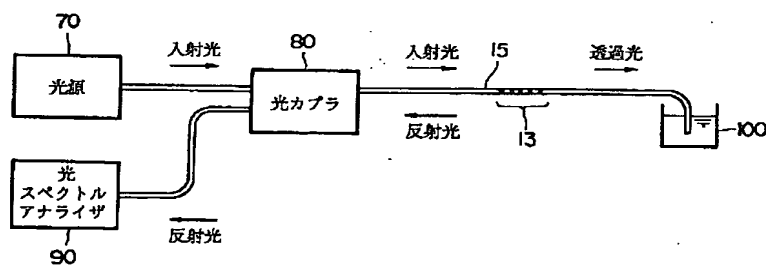 70
80
入射光
入射光
15
透過光
光源
光カプラ
反射光
13
100
光
スペクトル
アナライザ
反射光
90